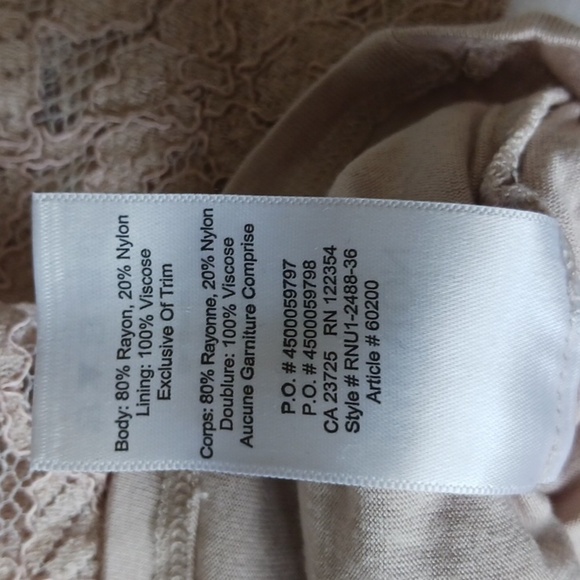 Body: 80% Rayon, 20% Nylon
Lining: 100% Viscose
Exclusive Of Trim
Corps: 80% Rayonne, 20% Nylon
Doublure: 100% Viscose
Aucune Garniture Comprise
P.O. # 4500059797
P.O. # 4500059798
CA 23725 RN 122354
Style # RNU1-2488-36
Article # 60200